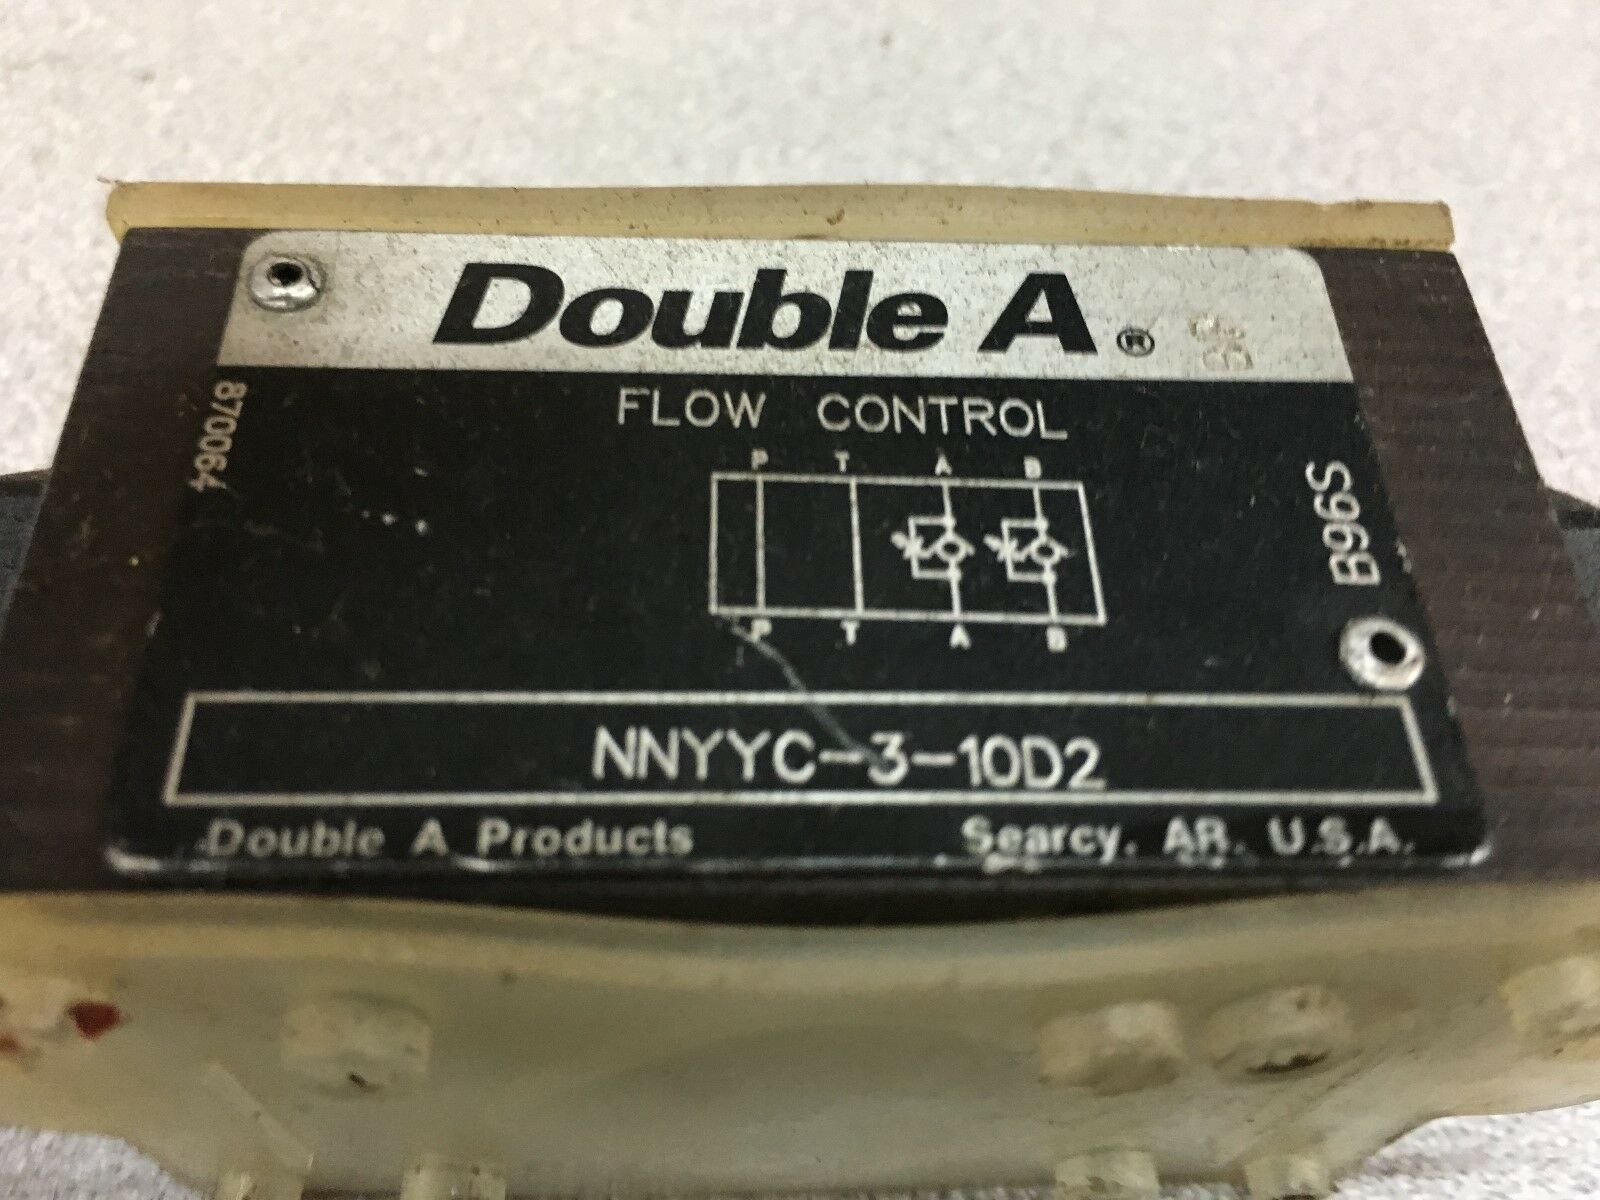 Double A ®
FLOW CONTROL
870064
P T A B
B96S
P T A B
NNYYC-3-10D2
Double A Products Searcy, AR. U.S.A.